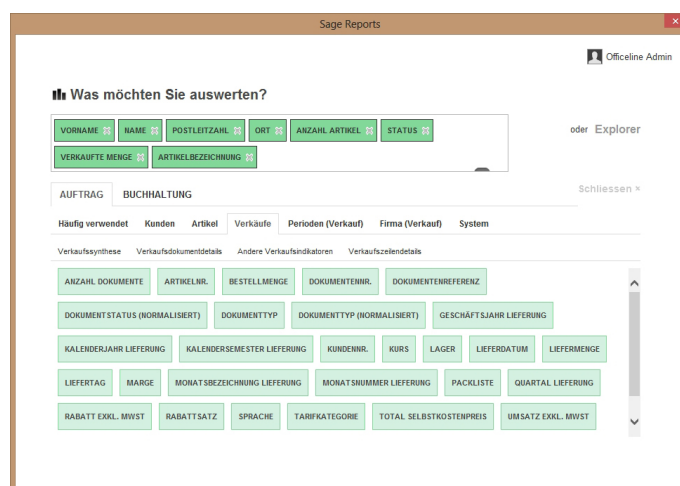 Sage Reports
Officeline Admin
Was möchten Sie auswerten?
VORNAME NAME POSTLEITZAHL ORT ANZAHL ARTIKEL STATUS
oder Explorer
VERKAUFTE MENGE ARTIKELBEZEICHNUNG
AUFTRAG BUCHHALTUNG
Schliessen ×
Häufig verwendet Kunden Artikel Verkäufe Perioden (Verkauf) Firma (Verkauf) System
Verkaufssynthese Verkaufsdokumentdetails Andere Verkaufsindikatoren Verkaufszeilendetails
ANZAHL DOKUMENTE ARTIKELNR. BESTELLMENGE DOKUMENTENNR. DOKUMENTENREFERENZ
DOKUMENTSTATUS (NORMALISIERT) DOKUMENTTYP DOKUMENTTYP (NORMALISIERT) GESCHÄFTSJAHR LIEFERUNG
KALENDERJAHR LIEFERUNG KALENDERSEMESTER LIEFERUNG KUNDENNR. KURS LAGER LIEFERDATUM LIEFERMENGE
LIEFERTAG MARGE MONATSBEZEICHNUNG LIEFERUNG MONATSNUMMER LIEFERUNG PACKLISTE QUARTAL LIEFERUNG
RABATT EXKL. MWST RABATTSATZ SPRACHE TARIFKATEGORIE TOTAL SELBSTKOSTENPREIS UMSATZ EXKL. MWST